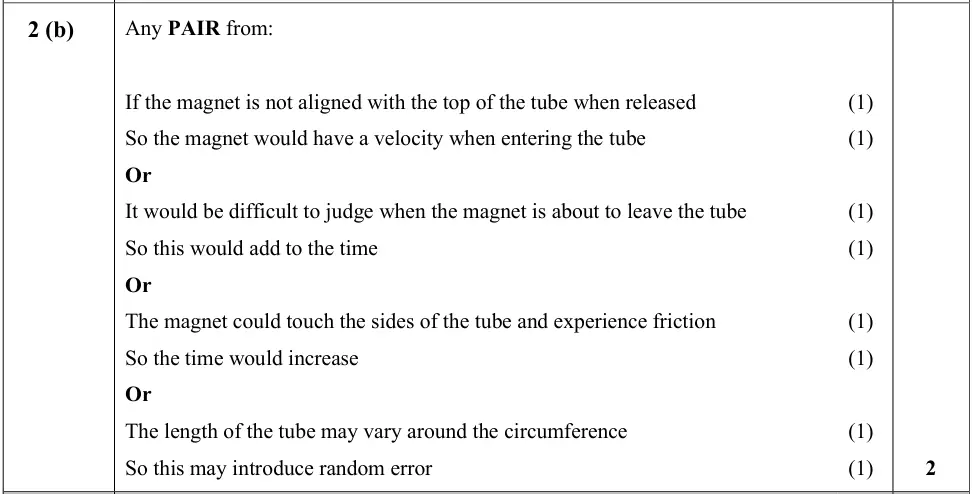 2 (b) Any PAIR from:
If the magnet is not aligned with the top of the tube when released (1)
So the magnet would have a velocity when entering the tube (1)
Or
It would be difficult to judge when the magnet is about to leave the tube (1)
So this would add to the time (1)
Or
The magnet could touch the sides of the tube and experience friction (1)
So the time would increase (1)
Or
The length of the tube may vary around the circumference (1)
So this may introduce random error (1) 2